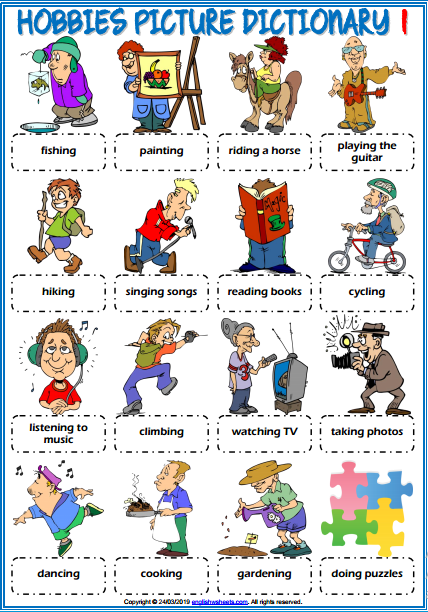 HOBBIES PICTURE DICTIONARY 1
fishing
painting
riding a horse
playing the
guitar
hiking
singing songs
Magic
reading books
cycling
3
listening to
music
climbing
watching TV
taking photos
dancing
cooking
gardening
doing puzzles
Copyright © 24/03/2019 englishwsheets.com. All rights reserved.